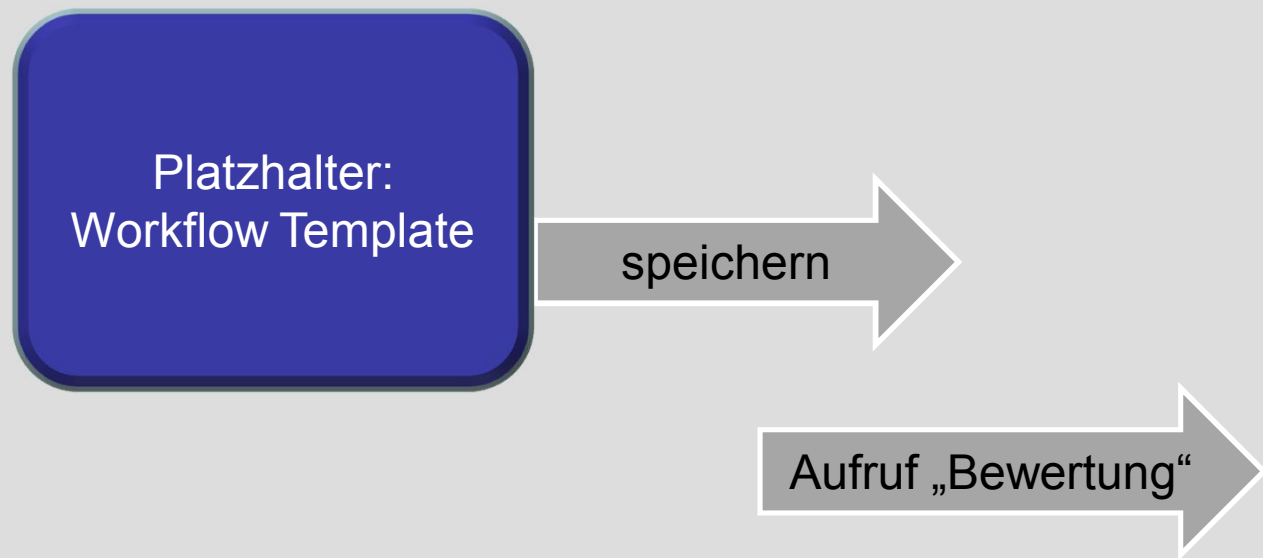 Platzhalter:
Workflow Template
speichern
Aufruf „Bewertung“